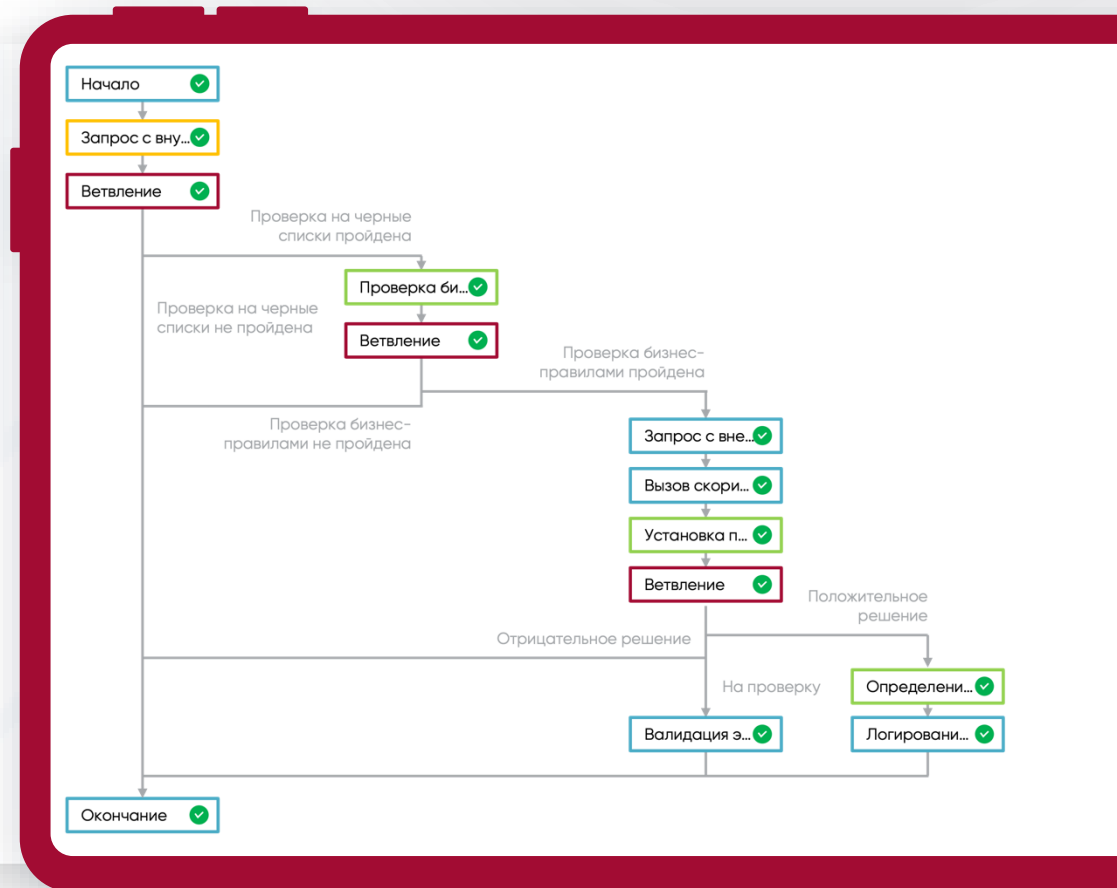 Начало
Запрос с вну...
Ветвление
Проверка на черные
списки пройдена
Проверка би...
Проверка на черные
списки не пройдена
Ветвление
Проверка бизнес-
правилами пройдена
Проверка бизнес-
правилами не пройдена
Запрос с вне...
Вызов скори...
Установка п...
Ветвление
Положительное
решение
Отрицательное решение
На проверку
Определени...
Валидация э...
Логировани...
Окончание